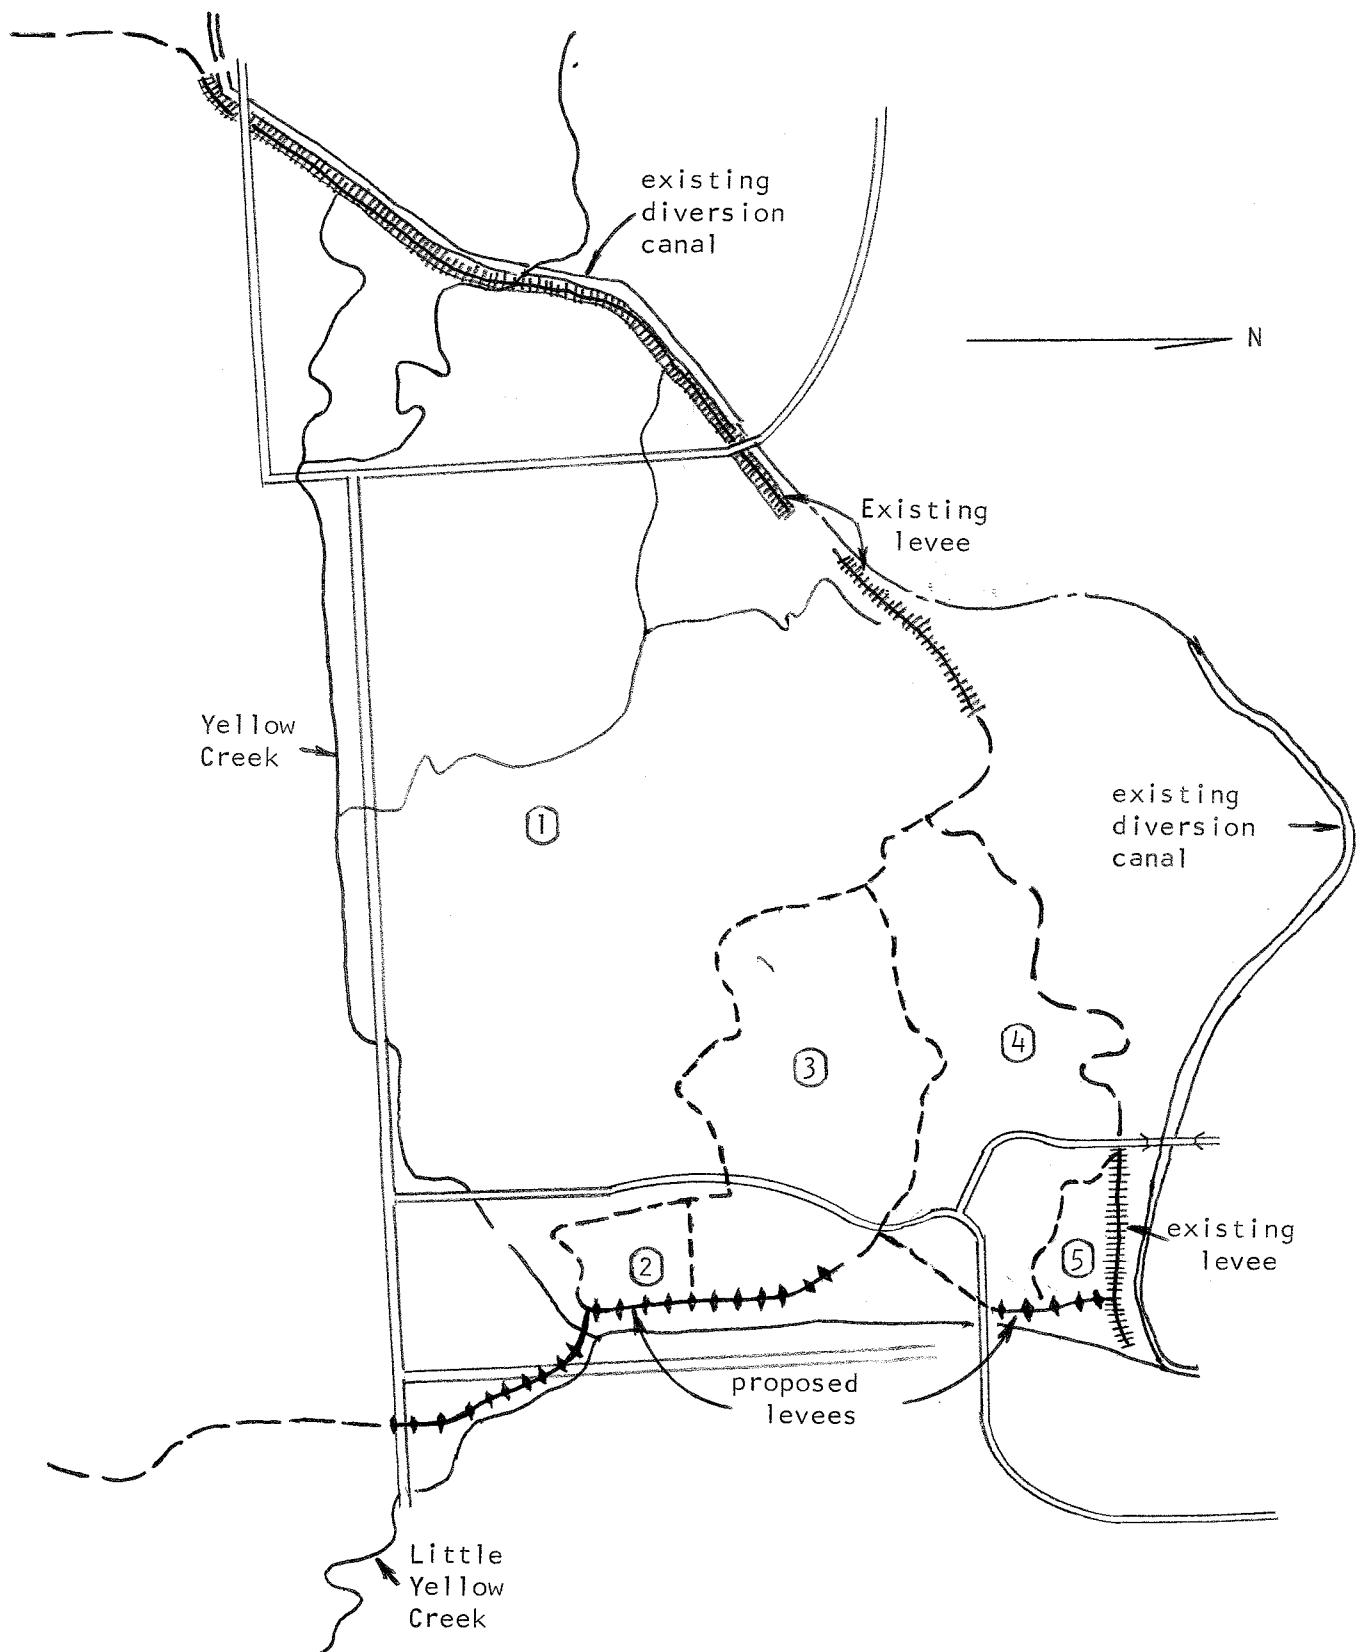 existing
diversion
canal
N
Existing
levee
Yellow
Creek
existing
diversion
canal
1
3
4
2
5
existing
levee
proposed
levees
Little
Yellow
Creek